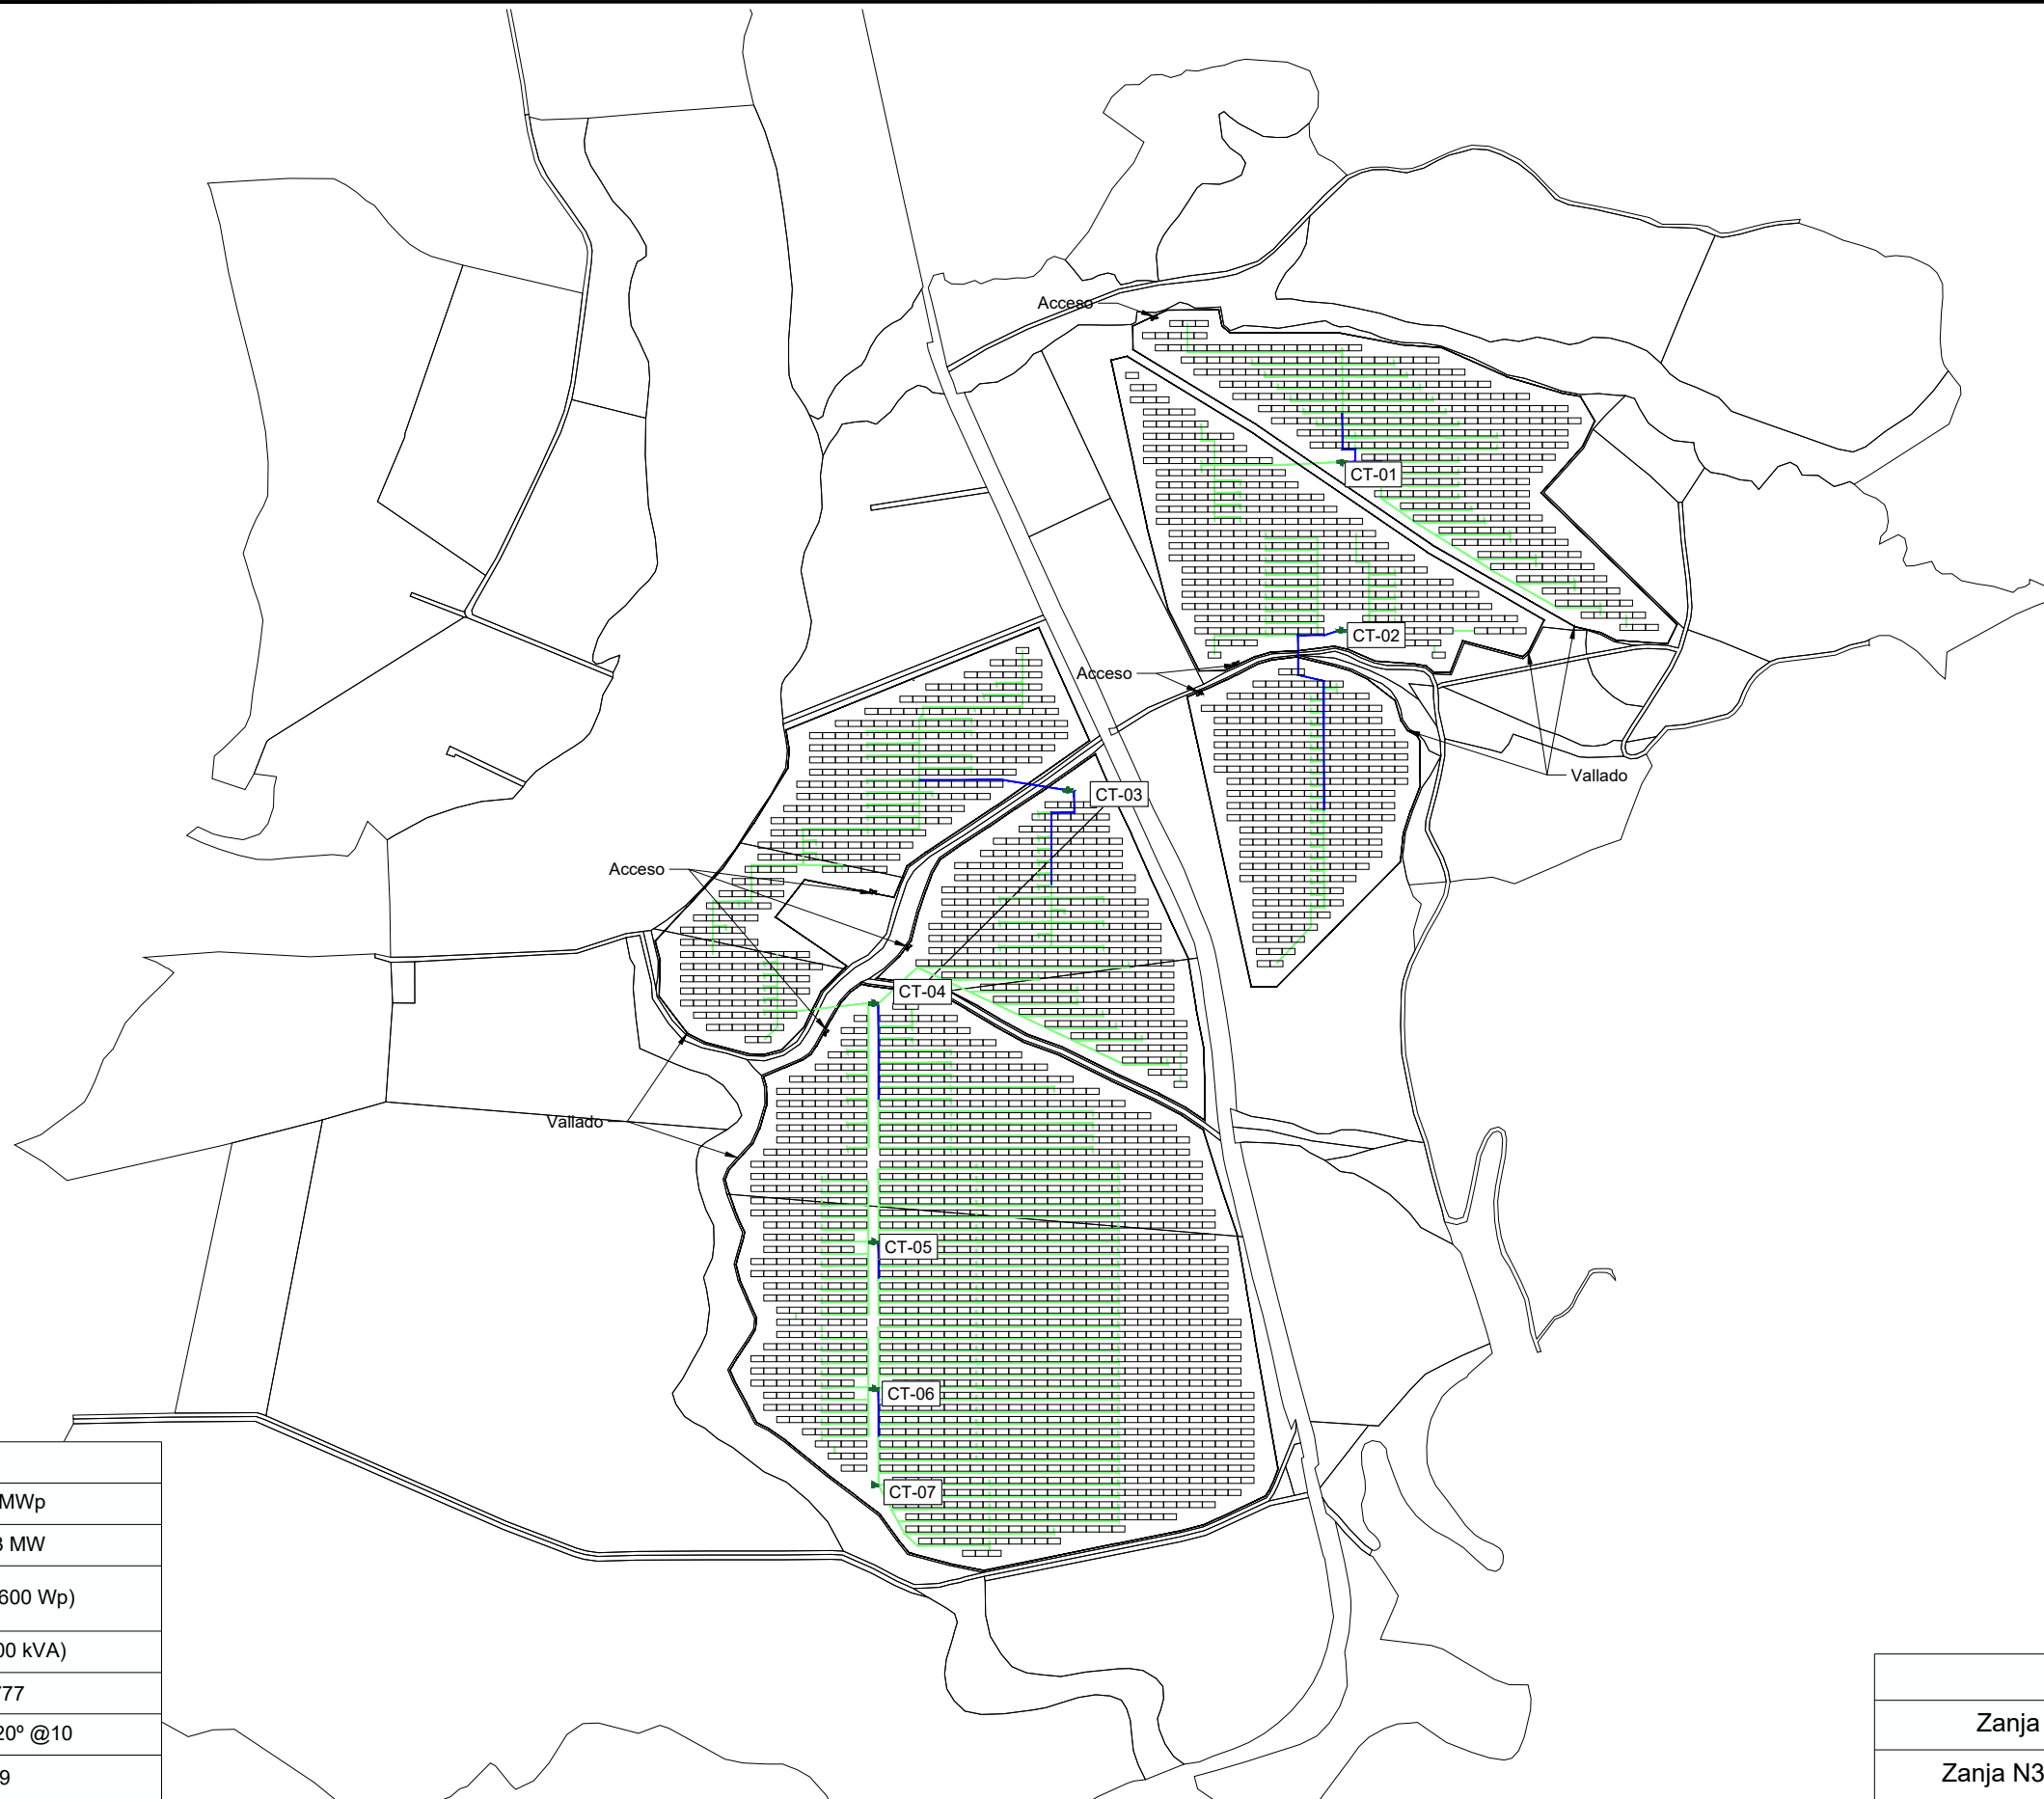 Acceso
CT-01
CT-02
Acceso
Vallado
CT-03
Acceso
CT-04
Vallado
CT-05
CT-06
CT-07
MWp
MW
600 Wp)
00 kVA)
777
20º @10
9
Zanja
Zanja N3